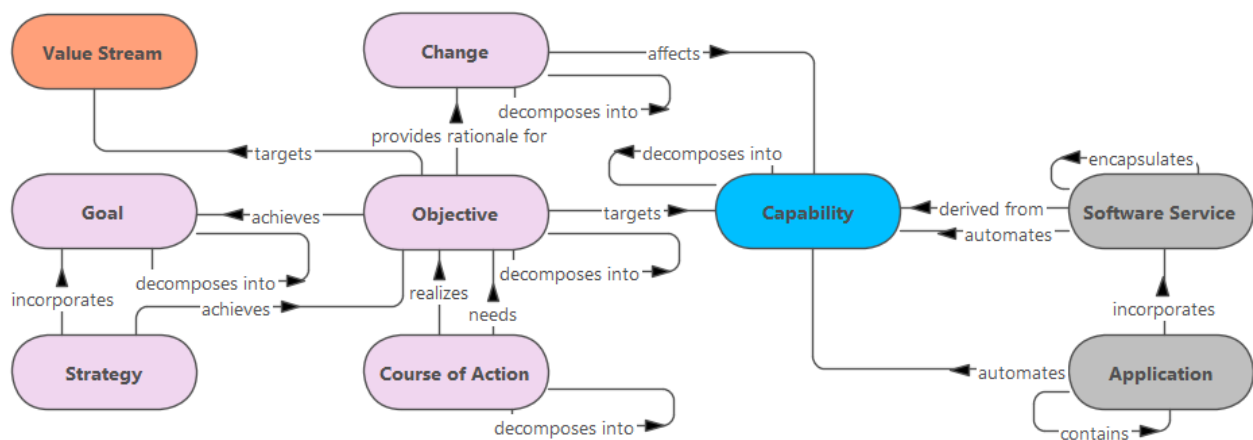 Value Stream
Change
affects
decomposes into
provides rationale for
targets
decomposes into
encapsulates
Goal
achieves
Objective
targets
Capability
derived from
Software Service
automates
decomposes into
decomposes into
incorporates
achieves
realizes
needs
incorporates
Strategy
Course of Action
automates
Application
decomposes into
contains